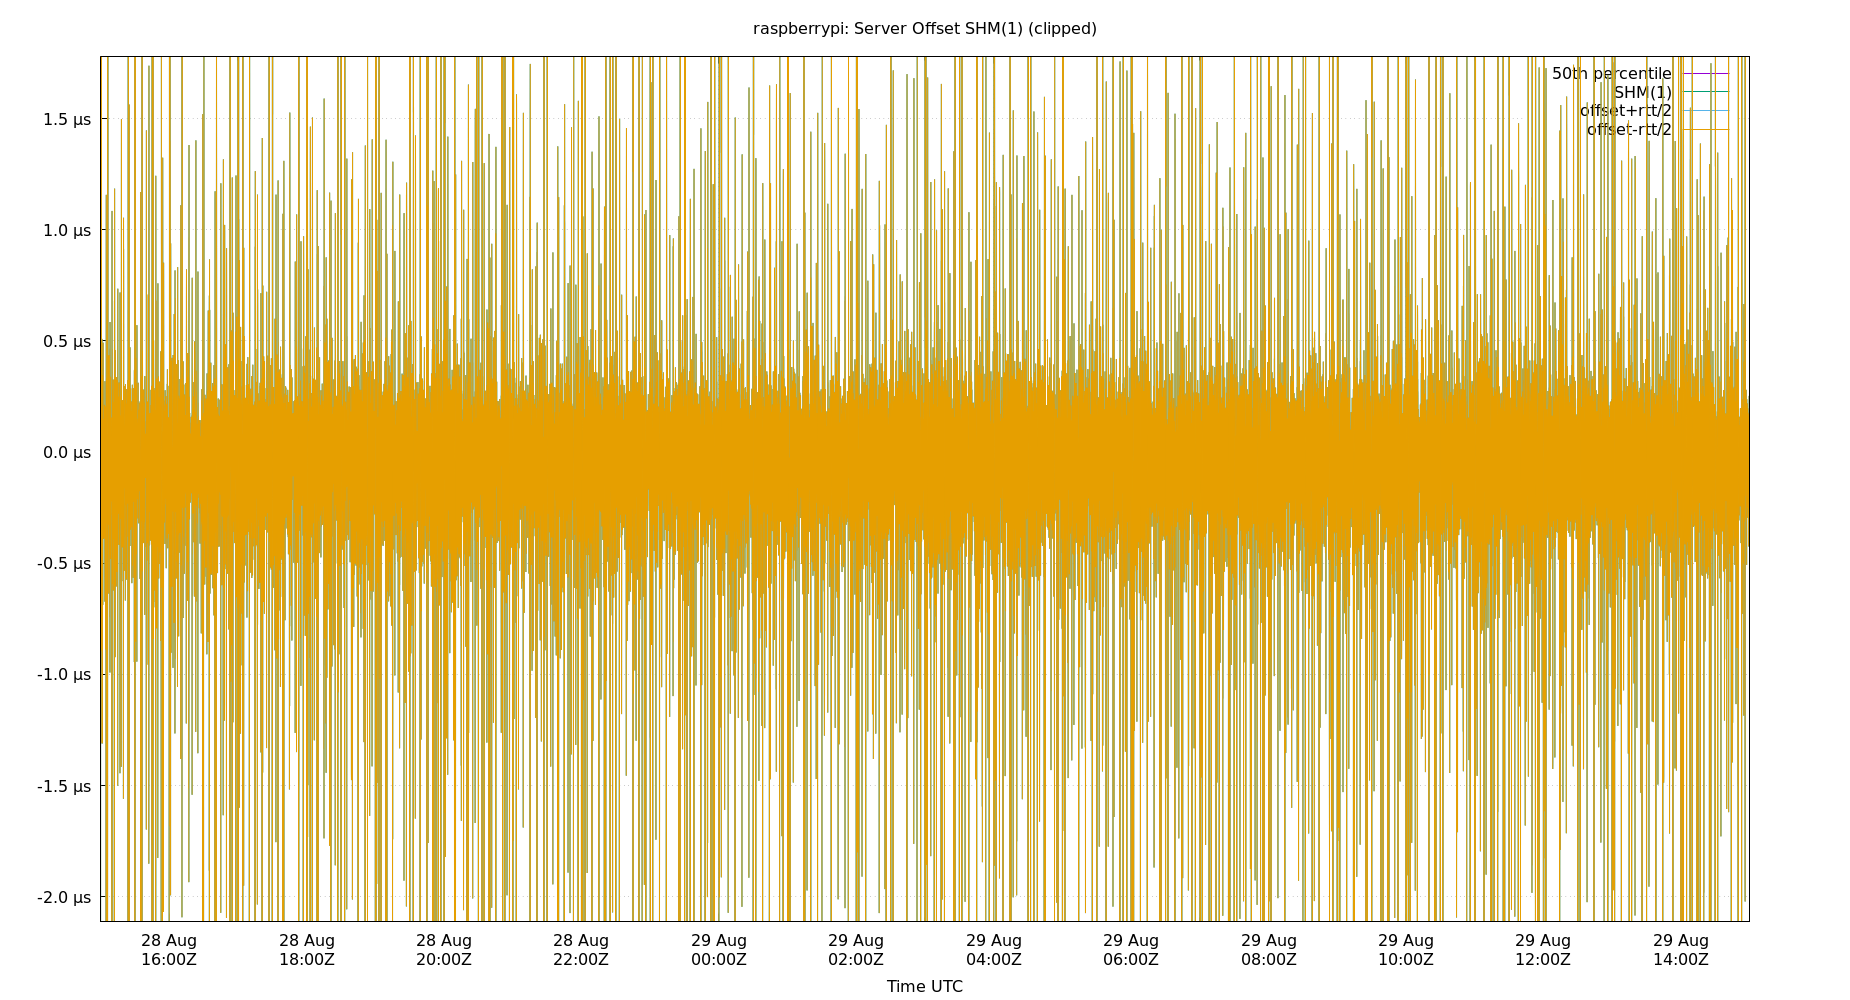 raspberrypi: Server Offset SHM(1) (clipped)
50th percentile
SHM(1)
offset+rtt/2
offset-rtt/2
1.5 µs
1.0 µs
0.5 µs
0.0 µs
-0.5 µs
-1.0 µs
-1.5 µs
-2.0 µs
28 Aug 28 Aug 28 Aug 28 Aug 29 Aug 29 Aug 29 Aug 29 Aug 29 Aug 29 Aug 29 Aug 29 Aug
16:00Z 18:00Z 20:00Z 22:00Z 00:00Z 02:00Z 04:00Z 06:00Z 08:00Z 10:00Z 12:00Z 14:00Z
Time UTC